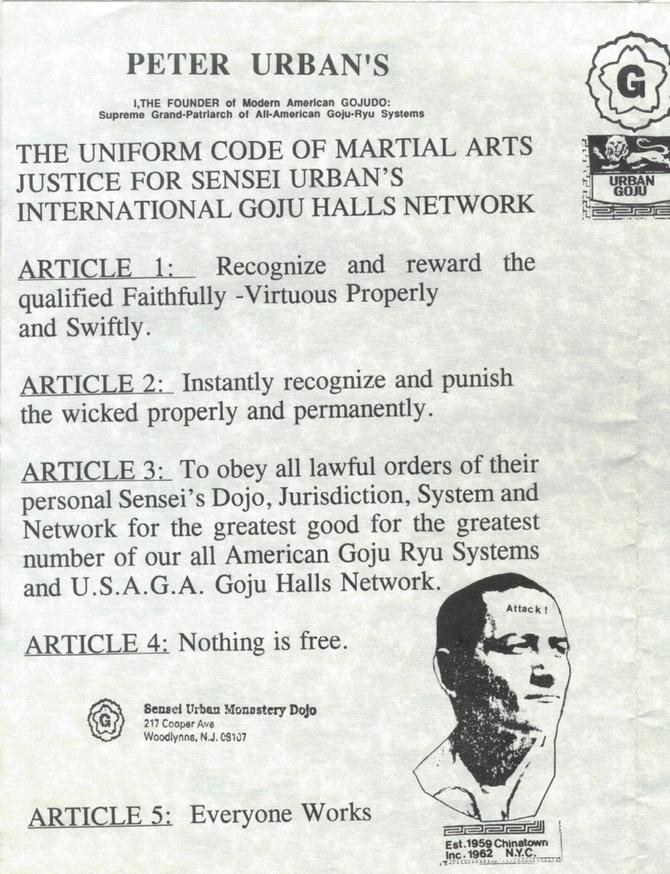 PETER URBAN'S
I,THE FOUNDER of Modern American GOJUDO:
Supreme Grand-Patriarch of All-American Goju-Ryu Systems
G
URBAN
GOJU
THE UNIFORM CODE OF MARTIAL ARTS
JUSTICE FOR SENSEI URBAN'S
INTERNATIONAL GOJU HALLS NETWORK
ARTICLE 1: Recognize and reward the
qualified Faithfully -Virtuous Properly
and Swiftly.
ARTICLE 2: Instantly recognize and punish
the wicked properly and permanently.
ARTICLE 3: To obey all lawful orders of their
personal Sensei's Dojo, Jurisdiction, System and
Network for the greatest good for the greatest
number of our all American Goju Ryu Systems
and U.S.A.G.A. Goju Halls Network.
Attack!
ARTICLE 4: Nothing is free.
G
Sensei Urban Monastery Dojo
217 Cooper Ave
Woodlynne, N.J. 08107
ARTICLE 5: Everyone Works
Est.1959 Chinatown
Inc.1962 N.Y.C.